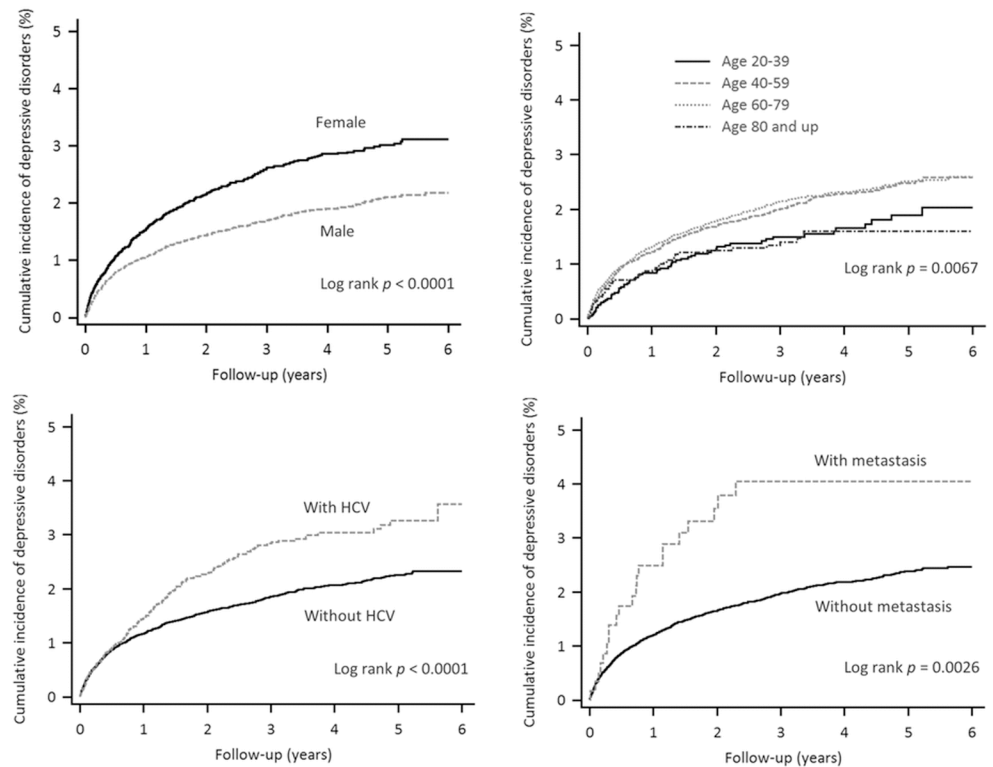 Cumulative incidence of depressive disorders (%)
5
4
3
2
1
0
Female
Male
Log rank p < 0.0001
0 1 2 3 4 5 6
Follow-up (years)
Cumulative incidence of depressive disorders (%)
5
4
3
2
1
0
Age 20-39
Age 40-59
Age 60-79
Age 80 and up
Log rank p = 0.0067
0 1 2 3 4 5 6
Followu-up (years)
Cumulative incidence of depressive disorders (%)
5
4
3
2
1
0
With HCV
Without HCV
Log rank p < 0.0001
0 1 2 3 4 5 6
Follow-up (years)
Cumulative incidence of depressive disorders (%)
5
4
3
2
1
0
With metastasis
Without metastasis
Log rank p = 0.0026
0 1 2 3 4 5 6
Follow-up (years)